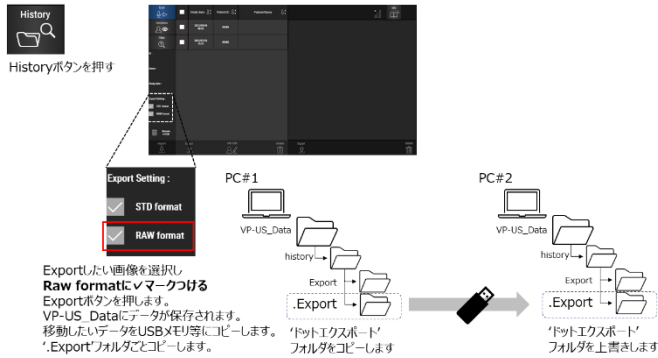 History
Historyボタンを押す
Export Setting :
STD format
RAW format
Exportしたい画像を選択し
Raw formatに✓マークつける
Exportボタンを押します。
VP-US_Dataにデータが保存されます。
移動したいデータをUSBメモリ等にコピーします。
'.Export'フォルダごとコピーします。
PC#1
VP-US_Data
history
Export
.Export
'ドットエクスポート'
フォルダをコピーします
PC#2
VP-US_Data
history
Export
.Export
'ドットエクスポート'
フォルダを上書きします